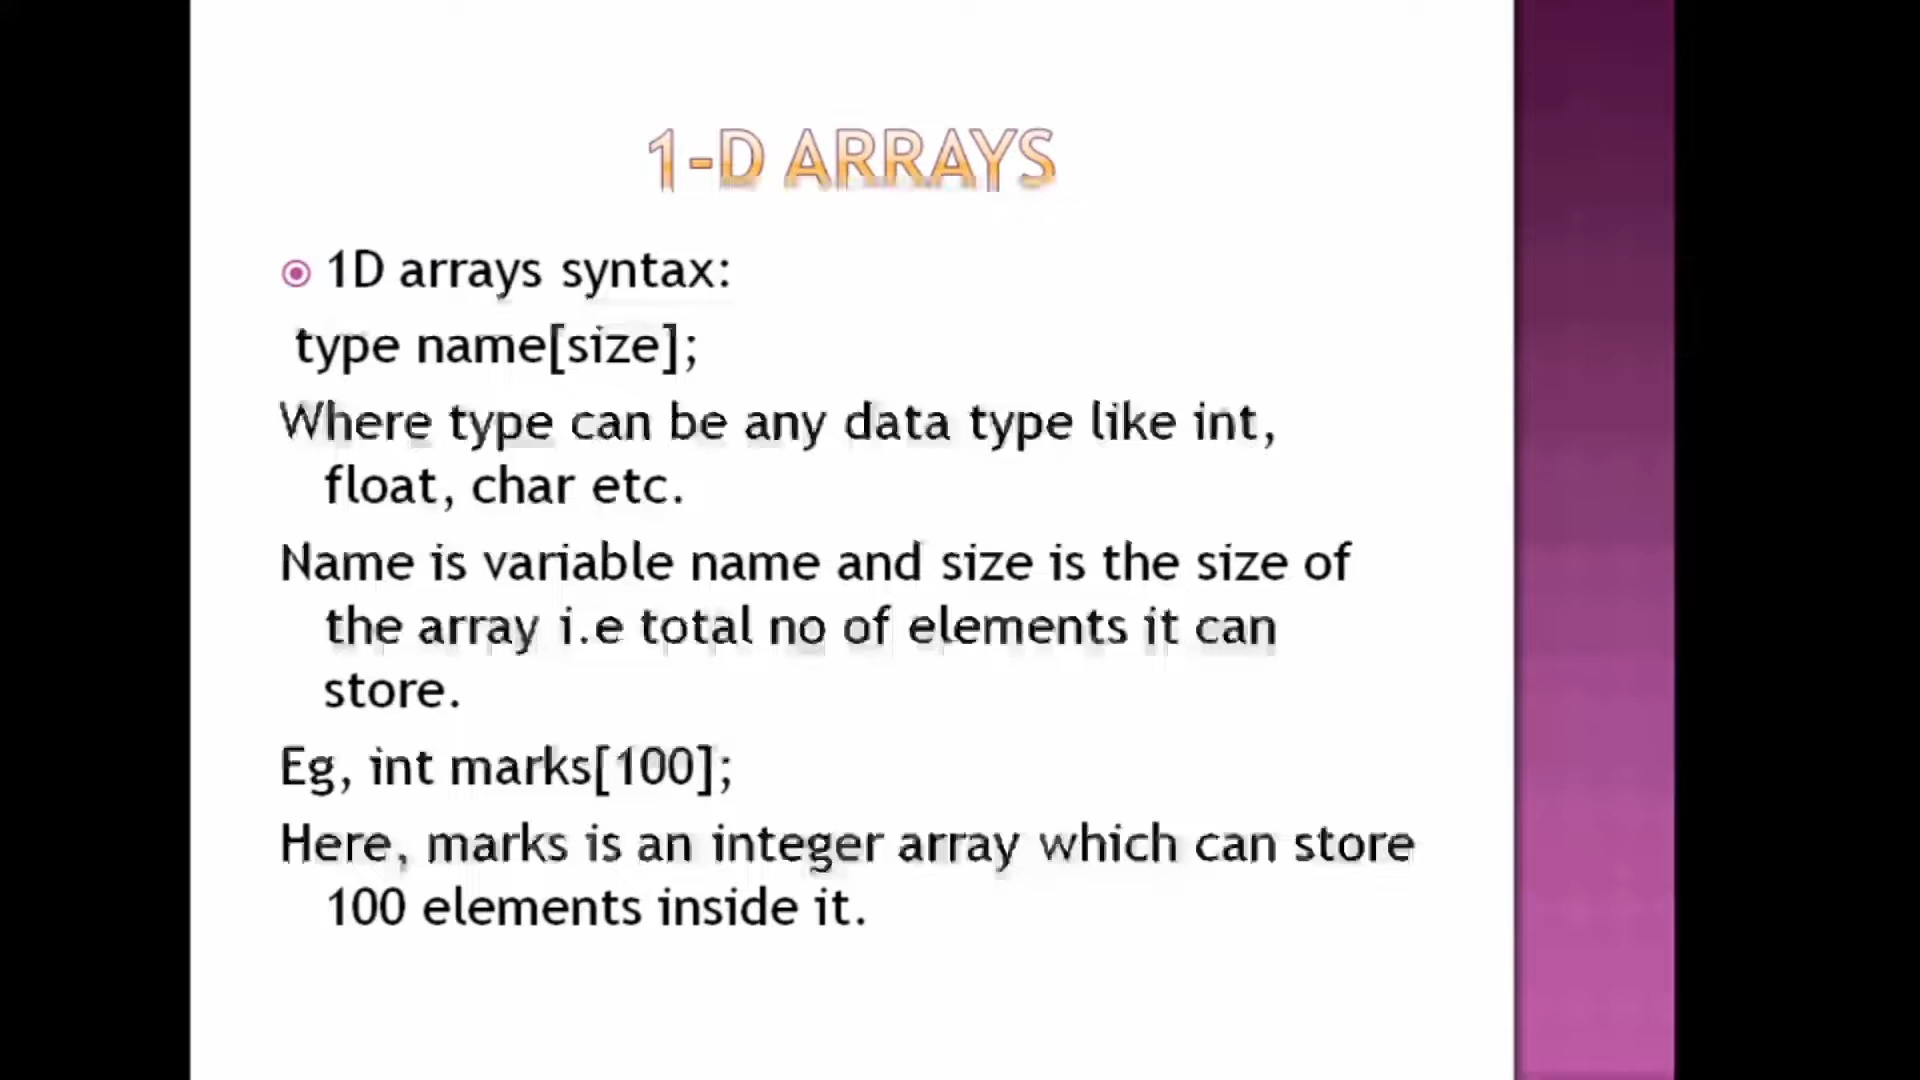 1-D ARRAYS
1D arrays syntax:
type name[size];
Where type can be any data type like int,
float, char etc.
Name is variable name and size is the size of
the array i.e total no of elements it can
store.
Eg, int marks[100];
Here, marks is an integer array which can store
100 elements inside it.